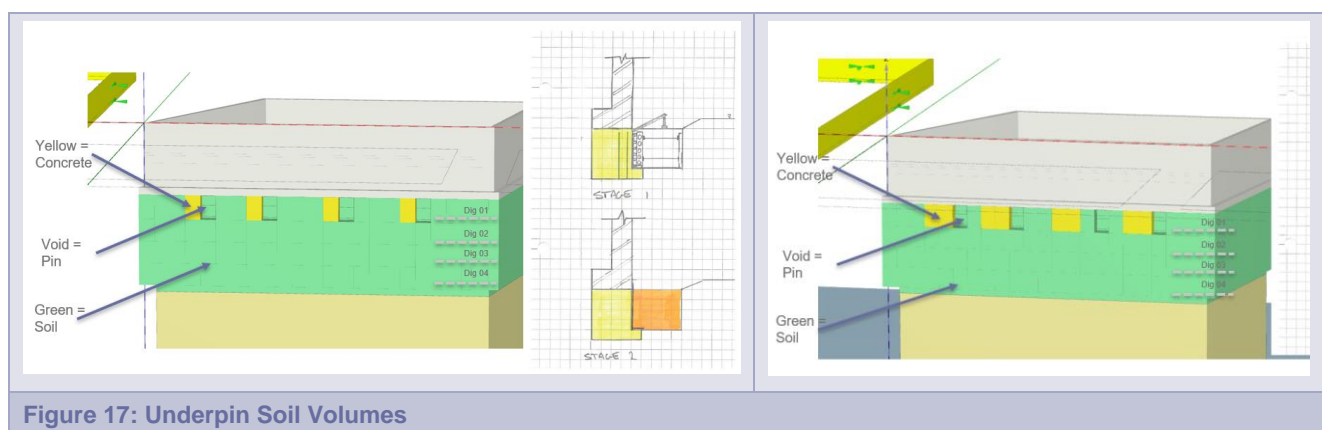 Yellow =
Concrete
Void =
Pin
Green =
Soil
Dig 01
Dig 02
Dig 03
Dig 04
STAGE 1
STAGE 2
Yellow =
Concrete
Void =
Pin
Green =
Soil
Dig 01
Dig 02
Dig 03
Dig 04
Figure 17: Underpin Soil Volumes